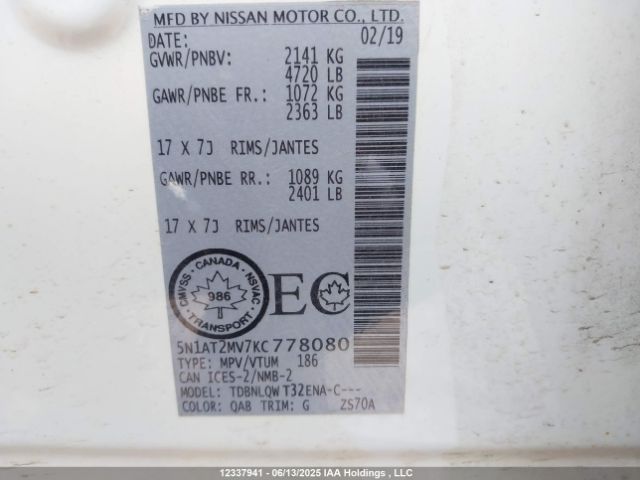 MFD BY NISSAN MOTOR CO., LTD.
DATE: 02/19
GVWR/PNBV: 2141 KG
4720 LB
GAWR/PNBE FR.: 1072 KG
2363 LB
17 X 7J RIMS/JANTES
GAWR/PNBE RR.: 1089 KG
2401 LB
17 X 7J RIMS/JANTES
CANADA
CMVSS 986 NSVAC
TRANSPORT
EC
5N1AT2MV7KC778080
TYPE: MPV/VTUM 186
CAN ICES-2/NMB-2
MODEL: TDBNLQW T32ENA-C---
COLOR: QAB TRIM: G ZS70A
12337941 - 06/13/2025 IAA Holdings , LLC